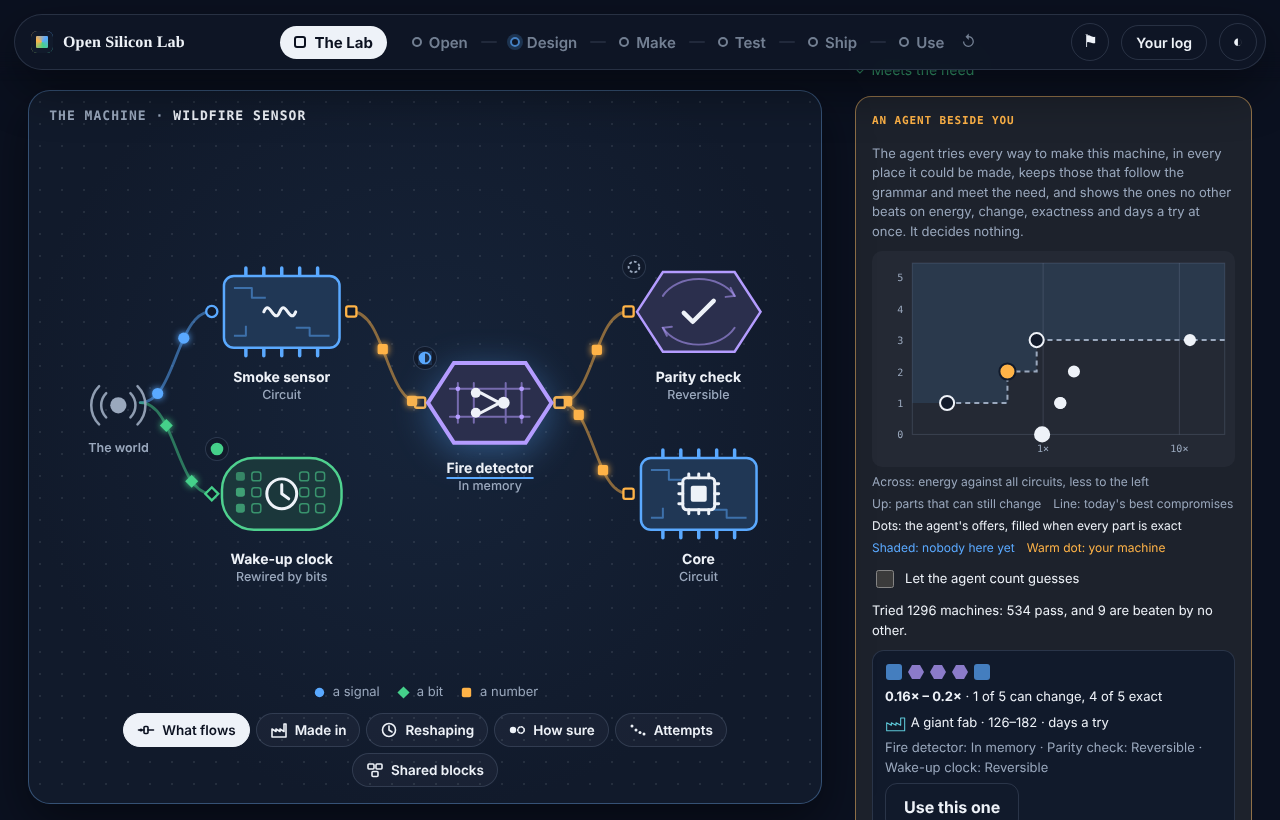 Open Silicon Lab
The Lab
Open
Design
Make
Test
Ship
Use
Your log
Meets the need
THE MACHINE · WILDFIRE SENSOR
The world
Smoke sensor
Circuit
Wake-up clock
Rewired by bits
Fire detector
In memory
Parity check
Reversible
Core
Circuit
a signal
a bit
a number
What flows
Made in
Reshaping
How sure
Attempts
Shared blocks
AN AGENT BESIDE YOU
The agent tries every way to make this machine, in every
place it could be made, keeps those that follow the
grammar and meet the need, and shows the ones no other
beats on energy, change, exactness and days a try at
once. It decides nothing.
5
4
3
2
1
0
1×
10×
Across: energy against all circuits, less to the left
Up: parts that can still change Line: today's best compromises
Dots: the agent's offers, filled when every part is exact
Shaded: nobody here yet Warm dot: your machine
Let the agent count guesses
Tried 1296 machines: 534 pass, and 9 are beaten by no
other.
0.16× – 0.2× · 1 of 5 can change, 4 of 5 exact
A giant fab · 126–182 · days a try
Fire detector: In memory · Parity check: Reversible ·
Wake-up clock: Reversible
Use this one